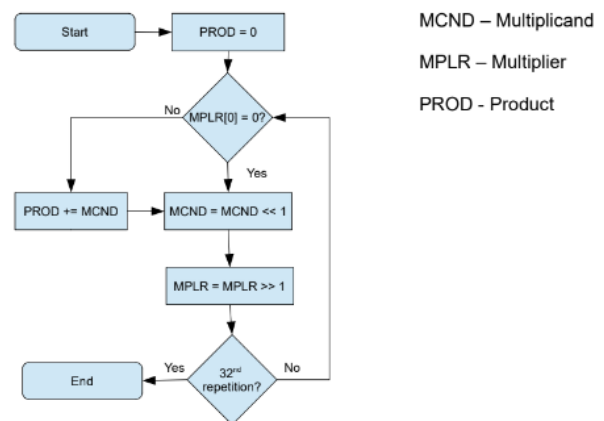 Start
PROD = 0
MCND – Multiplicand
MPLR – Multiplier
PROD - Product
MPLR[0] = 0?
No
Yes
PROD += MCND
MCND = MCND << 1
MPLR = MPLR >> 1
32nd
repetition?
Yes
No
End